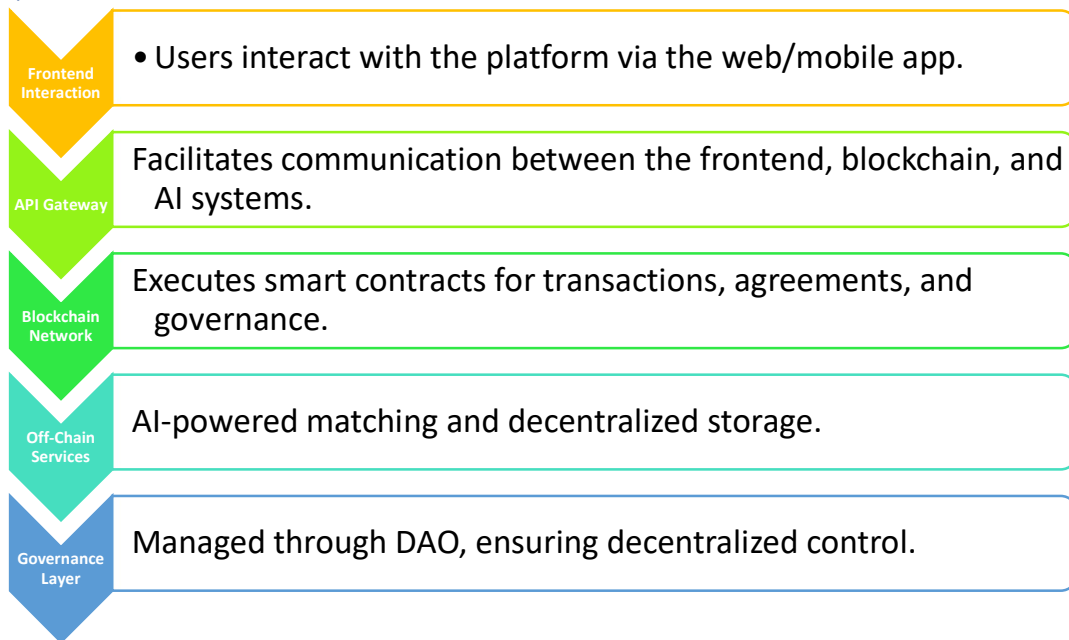 Frontend
Interaction
• Users interact with the platform via the web/mobile app.
API Gateway
Facilitates communication between the frontend, blockchain, and
AI systems.
Blockchain
Network
Executes smart contracts for transactions, agreements, and
governance.
Off-Chain
Services
AI-powered matching and decentralized storage.
Governance
Layer
Managed through DAO, ensuring decentralized control.